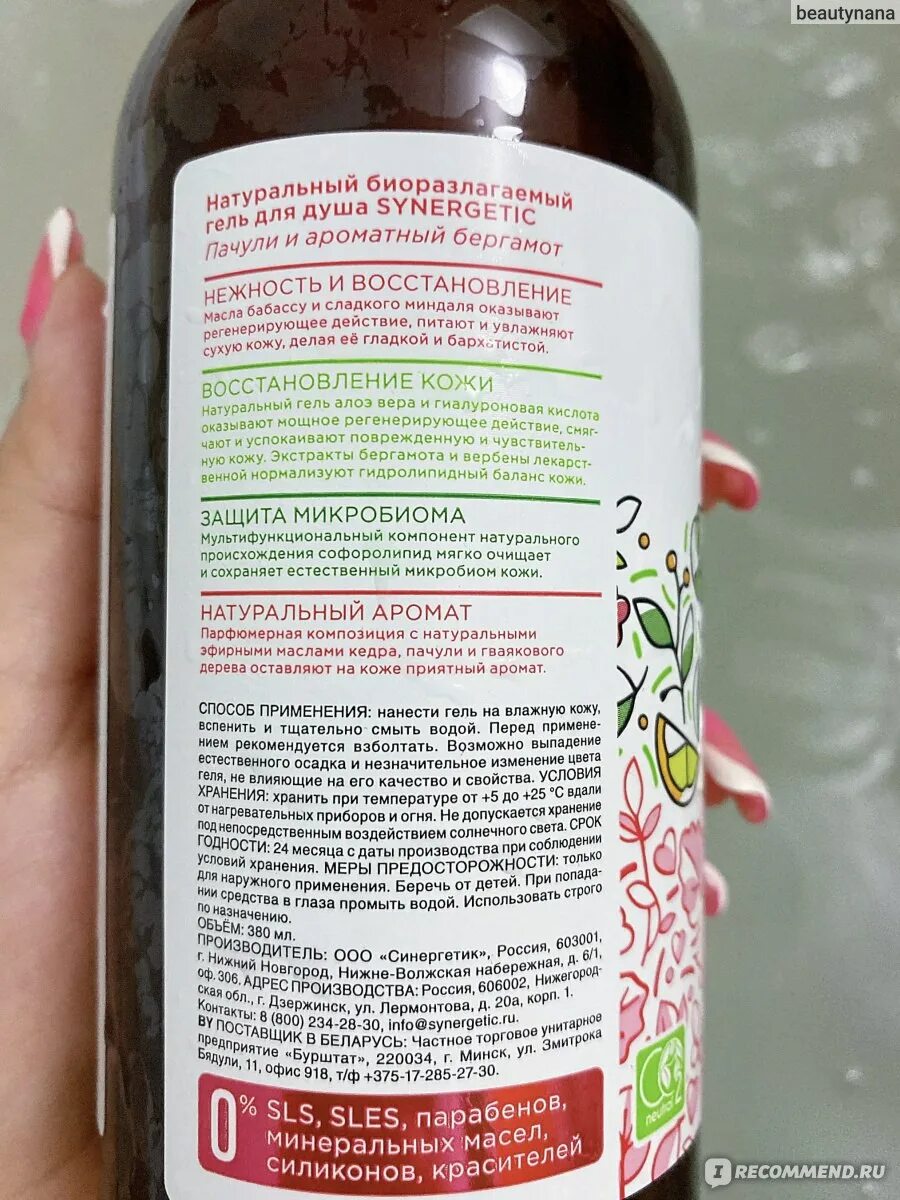 beautynana
Натуральный биоразлагаемый
гель для душа SYNERGETIC
Пачули и ароматный бергамот
НЕЖНОСТЬ И ВОССТАНОВЛЕНИЕ
Масла бабассу и сладкого миндаля оказывают
регенерирующее действие, питают и увлажняют
сухую кожу, делая её гладкой и бархатистой.
ВОССТАНОВЛЕНИЕ КОЖИ
Натуральный гель алоэ вера и гиалуроновая кислота
оказывают мощное регенерирующее действие, смяг-
чают и успокаивают поврежденную и чувствитель-
ную кожу. Экстракты бергамота и вербены лекарст-
венной нормализуют гидролипидный баланс кожи.
ЗАЩИТА МИКРОБИОМА
Мультифункциональный компонент натурального
происхождения софоролипид мягко очищает
и сохраняет естественный микробиом кожи.
НАТУРАЛЬНЫЙ АРОМАТ
Парфюмерная композиция с натуральными
эфирными маслами кедра, пачули и гваякового
дерева оставляют на коже приятный аромат.
СПОСОБ ПРИМЕНЕНИЯ: нанести гель на влажную кожу,
вспенить и тщательно смыть водой. Перед примене-
нием рекомендуется взболтать. Возможно выпадение
естественного осадка и незначительное изменение цвета
геля, не влияющие на его качество и свойства. УСЛОВИЯ
ХРАНЕНИЯ: хранить при температуре от +5 до +25 °С вдали
от нагревательных приборов и огня. Не допускается хранение
под непосредственным воздействием солнечного света. СРОК
ГОДНОСТИ: 24 месяца с даты производства при соблюдении
условий хранения. МЕРЫ ПРЕДОСТОРОЖНОСТИ: только
для наружного применения. Беречь от детей. При попада-
нии средства в глаза промыть водой. Использовать строго
по назначению.
ОБЪЁМ: 380 мл.
ПРОИЗВОДИТЕЛЬ: ООО «Синергетик», Россия, 603001,
г. Нижний Новгород, Нижне-Волжская набережная, д. 6/1,
оф. 306. АДРЕС ПРОИЗВОДСТВА: Россия, 606002, Нижегород-
ская обл., г. Дзержинск, ул. Лермонтова, д. 20а, корп. 1.
Контакты: 8 (800) 234-28-30, info@synergetic.ru.
BY ПОСТАВЩИК В БЕЛАРУСЬ: Частное торговое унитарное
предприятие «Бурштат», 220034, г. Минск, ул. Змитрока
Бядули, 11, офис 918, т/ф +375-17-285-27-30.
0% SLS, SLES, парабенов,
минеральных масел,
силиконов, красителей
CO2
neutral
IRECOMMEND.RU